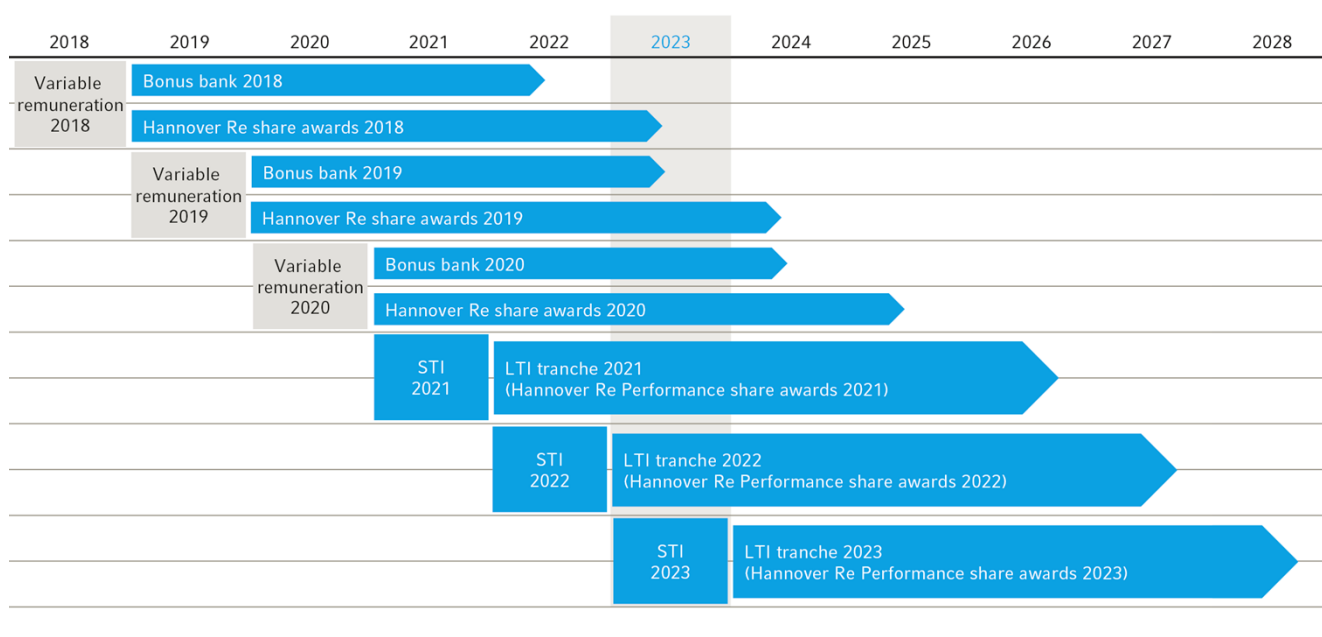 2018 2019 2020 2021 2022 2023 2024 2025 2026 2027 2028
Variable
remuneration
2018
Bonus bank 2018
Hannover Re share awards 2018
Variable
remuneration
2019
Bonus bank 2019
Hannover Re share awards 2019
Variable
remuneration
2020
Bonus bank 2020
Hannover Re share awards 2020
STI
2021
LTI tranche 2021
(Hannover Re Performance share awards 2021)
STI
2022
LTI tranche 2022
(Hannover Re Performance share awards 2022)
STI
2023
LTI tranche 2023
(Hannover Re Performance share awards 2023)